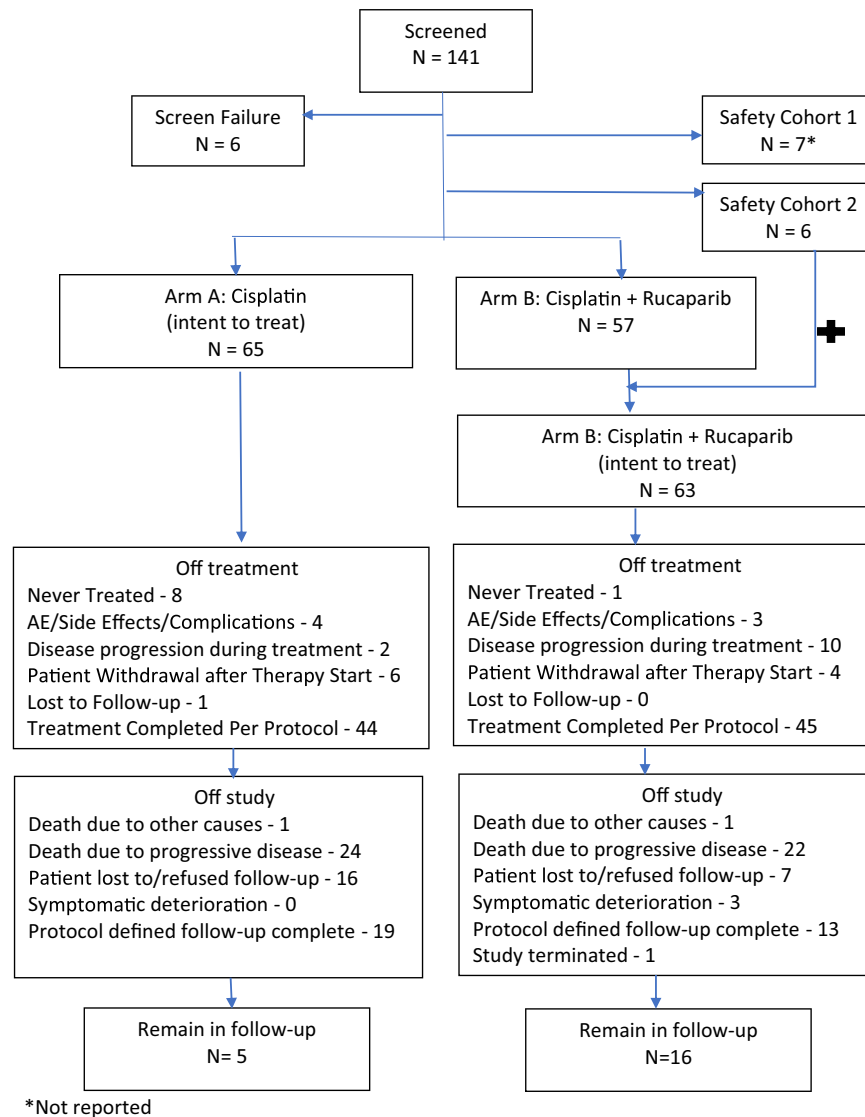 Screened
N = 141
Screen Failure
N = 6
Safety Cohort 1
N = 7*
Safety Cohort 2
N = 6
Arm A: Cisplatin
(intent to treat)
N = 65
Arm B: Cisplatin + Rucaparib
N = 57
Arm B: Cisplatin + Rucaparib
(intent to treat)
N = 63
Off treatment
Never Treated - 8
AE/Side Effects/Complications - 4
Disease progression during treatment - 2
Patient Withdrawal after Therapy Start - 6
Lost to Follow-up - 1
Treatment Completed Per Protocol - 44
Off treatment
Never Treated - 1
AE/Side Effects/Complications - 3
Disease progression during treatment - 10
Patient Withdrawal after Therapy Start - 4
Lost to Follow-up - 0
Treatment Completed Per Protocol - 45
Off study
Death due to other causes - 1
Death due to progressive disease - 24
Patient lost to/refused follow-up - 16
Symptomatic deterioration - 0
Protocol defined follow-up complete - 19
Off study
Death due to other causes - 1
Death due to progressive disease - 22
Patient lost to/refused follow-up - 7
Symptomatic deterioration - 3
Protocol defined follow-up complete - 13
Study terminated - 1
Remain in follow-up
N= 5
Remain in follow-up
N=16
*Not reported